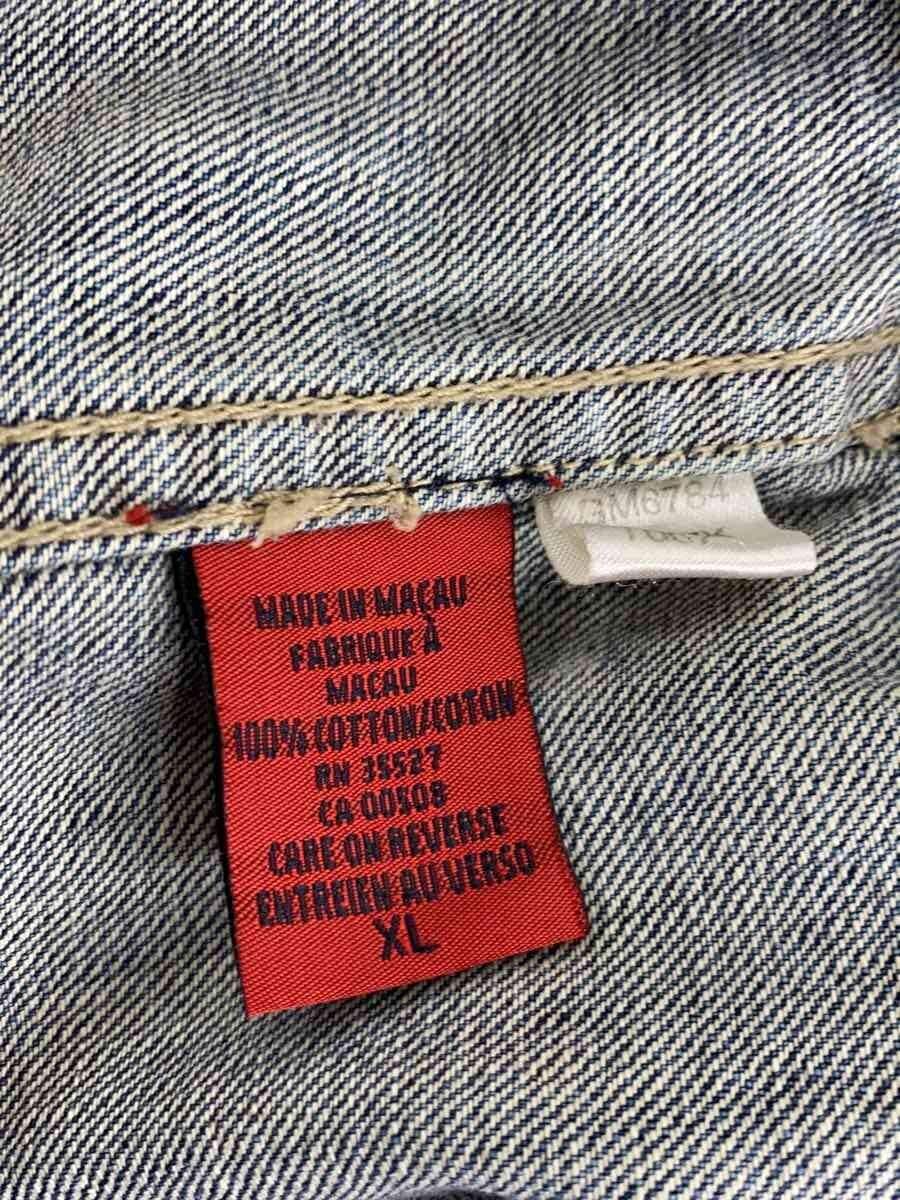 MADE IN MACAU
FABRIQUE À
MACAU
100% COTTON/COTON
RN 35527
CA 00508
CARE ON REVERSE
ENTREIEN AU VERSO
XL
GM6784